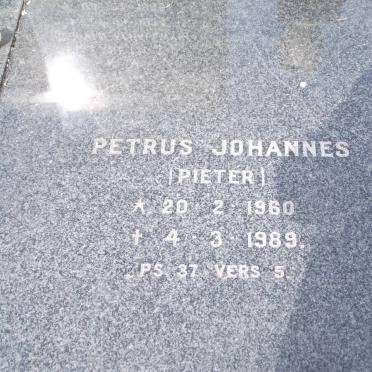 PETRUS JOHANNES
(PIETER)
* 20 · 2 · 1960
† 4 · 3 · 1989.
PS. 37 VERS 5.